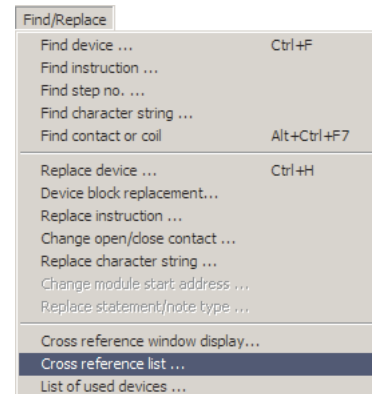 Find/Replace
Find device ... Ctrl+F
Find instruction ...
Find step no. ...
Find character string ...
Find contact or coil Alt+Ctrl+F7
Replace device ... Ctrl+H
Device block replacement...
Replace instruction ...
Change open/close contact ...
Replace character string ...
Change module start address ...
Replace statement/note type ...
Cross reference window display...
Cross reference list ...
List of used devices ...